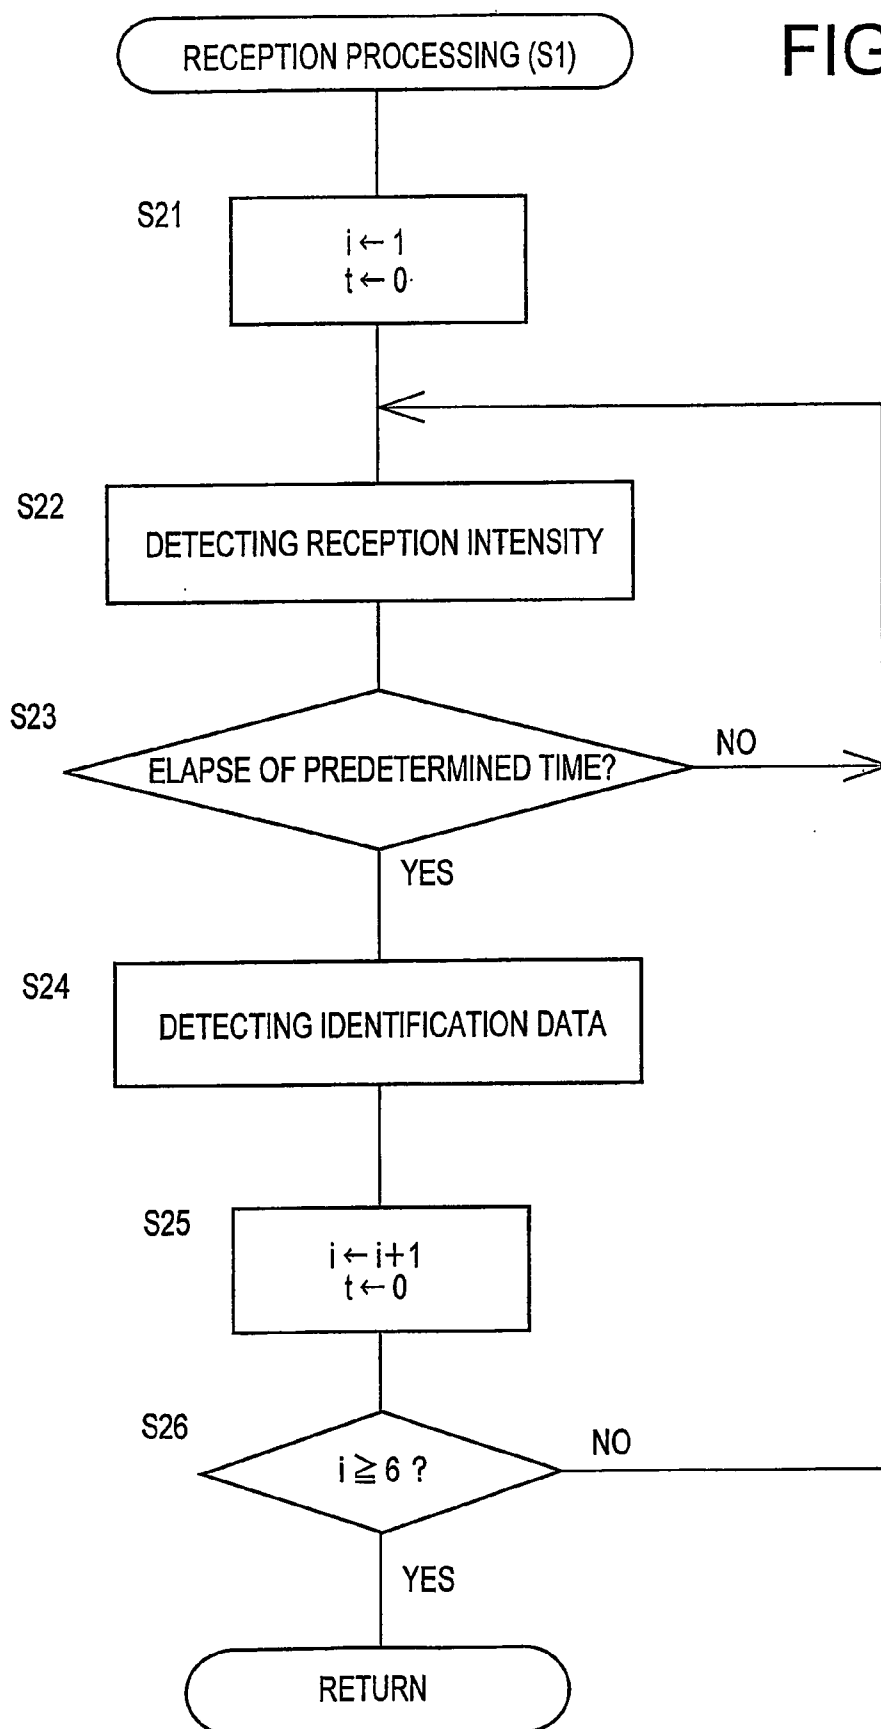 FIG
RECEPTION PROCESSING (S1)
S21
i ← 1
t ← 0
S22
DETECTING RECEPTION INTENSITY
S23
ELAPSE OF PREDETERMINED TIME?
NO
YES
S24
DETECTING IDENTIFICATION DATA
S25
i ← i+1
t ← 0
S26
i ≧ 6 ?
NO
YES
RETURN